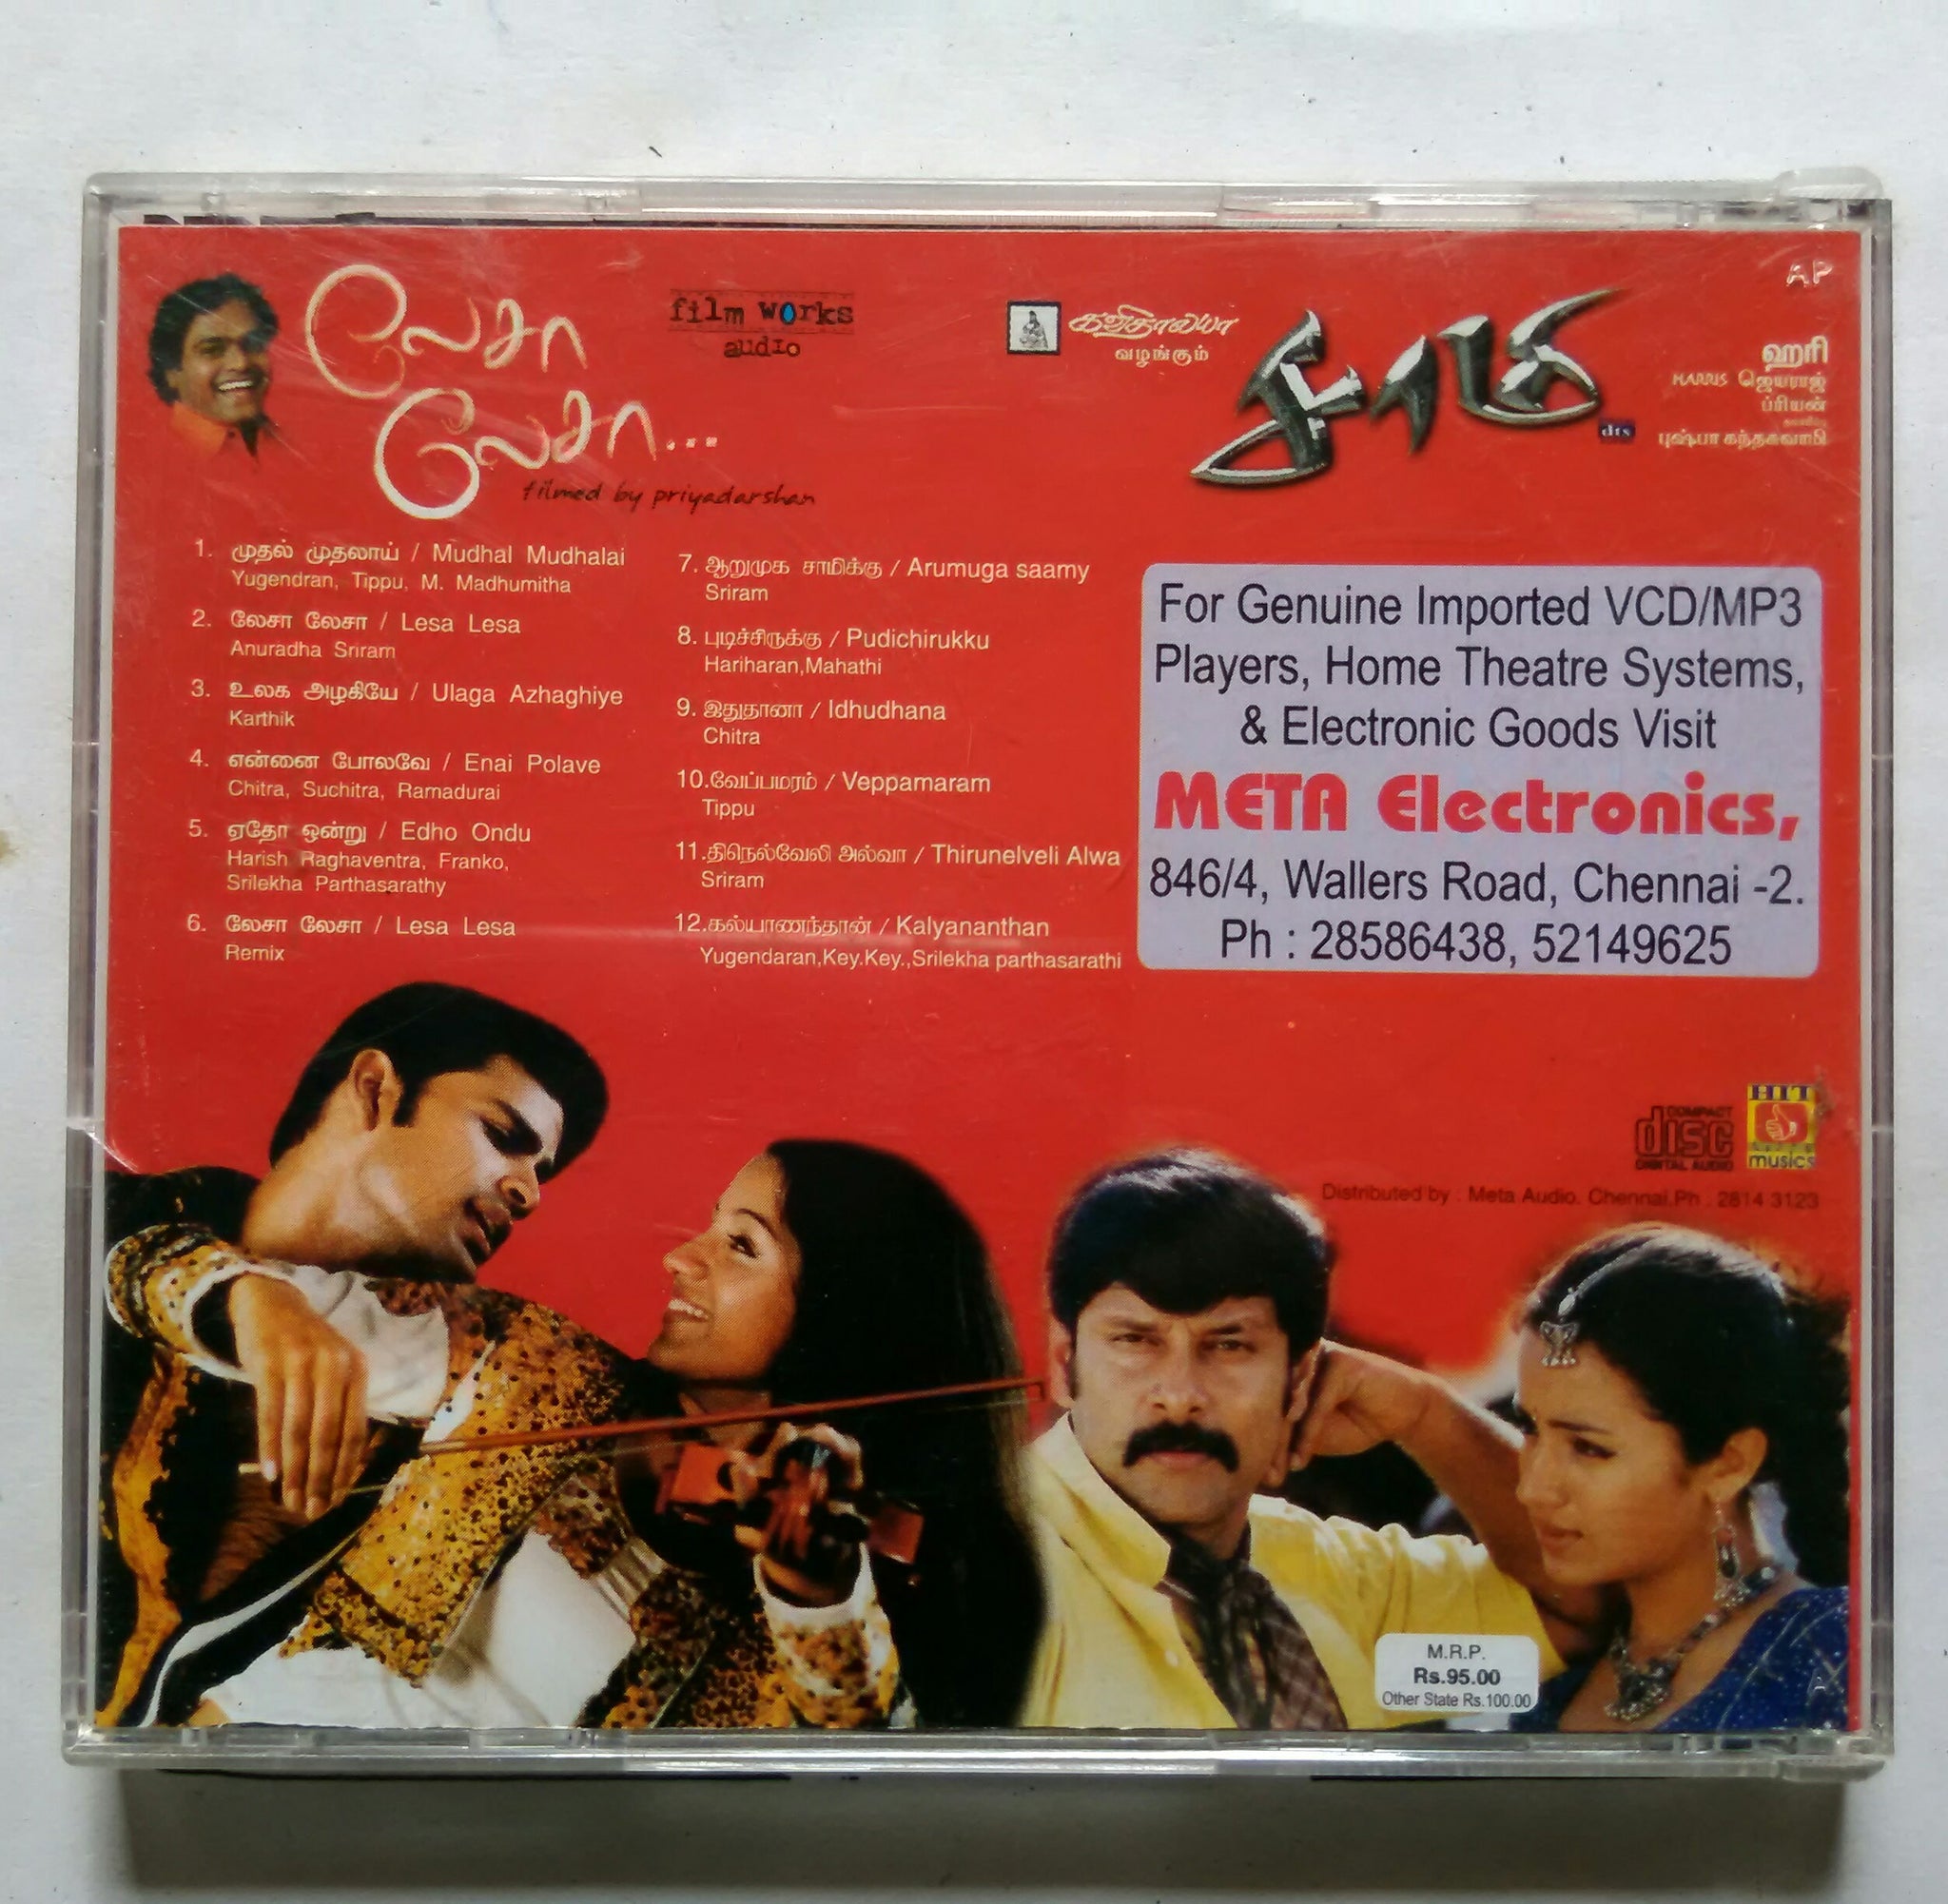 லேசா
லேசா...
filmed by priyadarshan
film works
audio
கவிதாலயா
வழங்கும்
சாமி
dts
AP
ஹரி
HARRIS ஜெயராஜ்
ப்ரியன்
புஷ்பா கந்தசுவாமி
1. முதல் முதலாய் / Mudhal Mudhalai
Yugendran, Tippu, M. Madhumitha
2. லேசா லேசா / Lesa Lesa
Anuradha Sriram
3. உலக அழகியே / Ulaga Azhaghiye
Karthik
4. என்னை போலவே / Enai Polave
Chitra, Suchitra, Ramadurai
5. ஏதோ ஒன்று / Edho Ondu
Harish Raghaventra, Franko,
Srilekha Parthasarathy
6. லேசா லேசா / Lesa Lesa
Remix
7. ஆறுமுக சாமிக்கு / Arumuga saamy
Sriram
8. புடிச்சிருக்கு / Pudichirukku
Hariharan,Mahathi
9. இதுதானா / Idhudhana
Chitra
10.வேப்பமரம் / Veppamaram
Tippu
11.திநெல்வேலி அல்வா / Thirunelveli Alwa
Sriram
12.கல்யாணந்தான் / Kalyananthan
Yugendaran,Key.Key.,Srilekha parthasarathi
For Genuine Imported VCD/MP3
Players, Home Theatre Systems,
& Electronic Goods Visit
META Electronics,
846/4, Wallers Road, Chennai -2.
Ph : 28586438, 52149625
COMPACT
disc
DIGITAL AUDIO
HIT
musics
Distributed by : Meta Audio. Chennai.Ph : 2814 3123
M.R.P.
Rs.95.00
Other State Rs.100.00